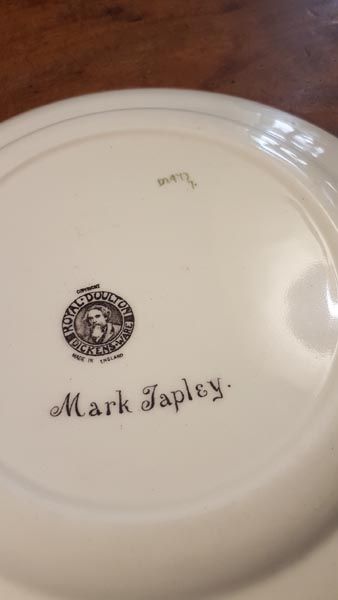 COPYRIGHT
ROYAL·DOULTON
DICKENS·WARE
MADE IN ENGLAND
Mark Tapley.